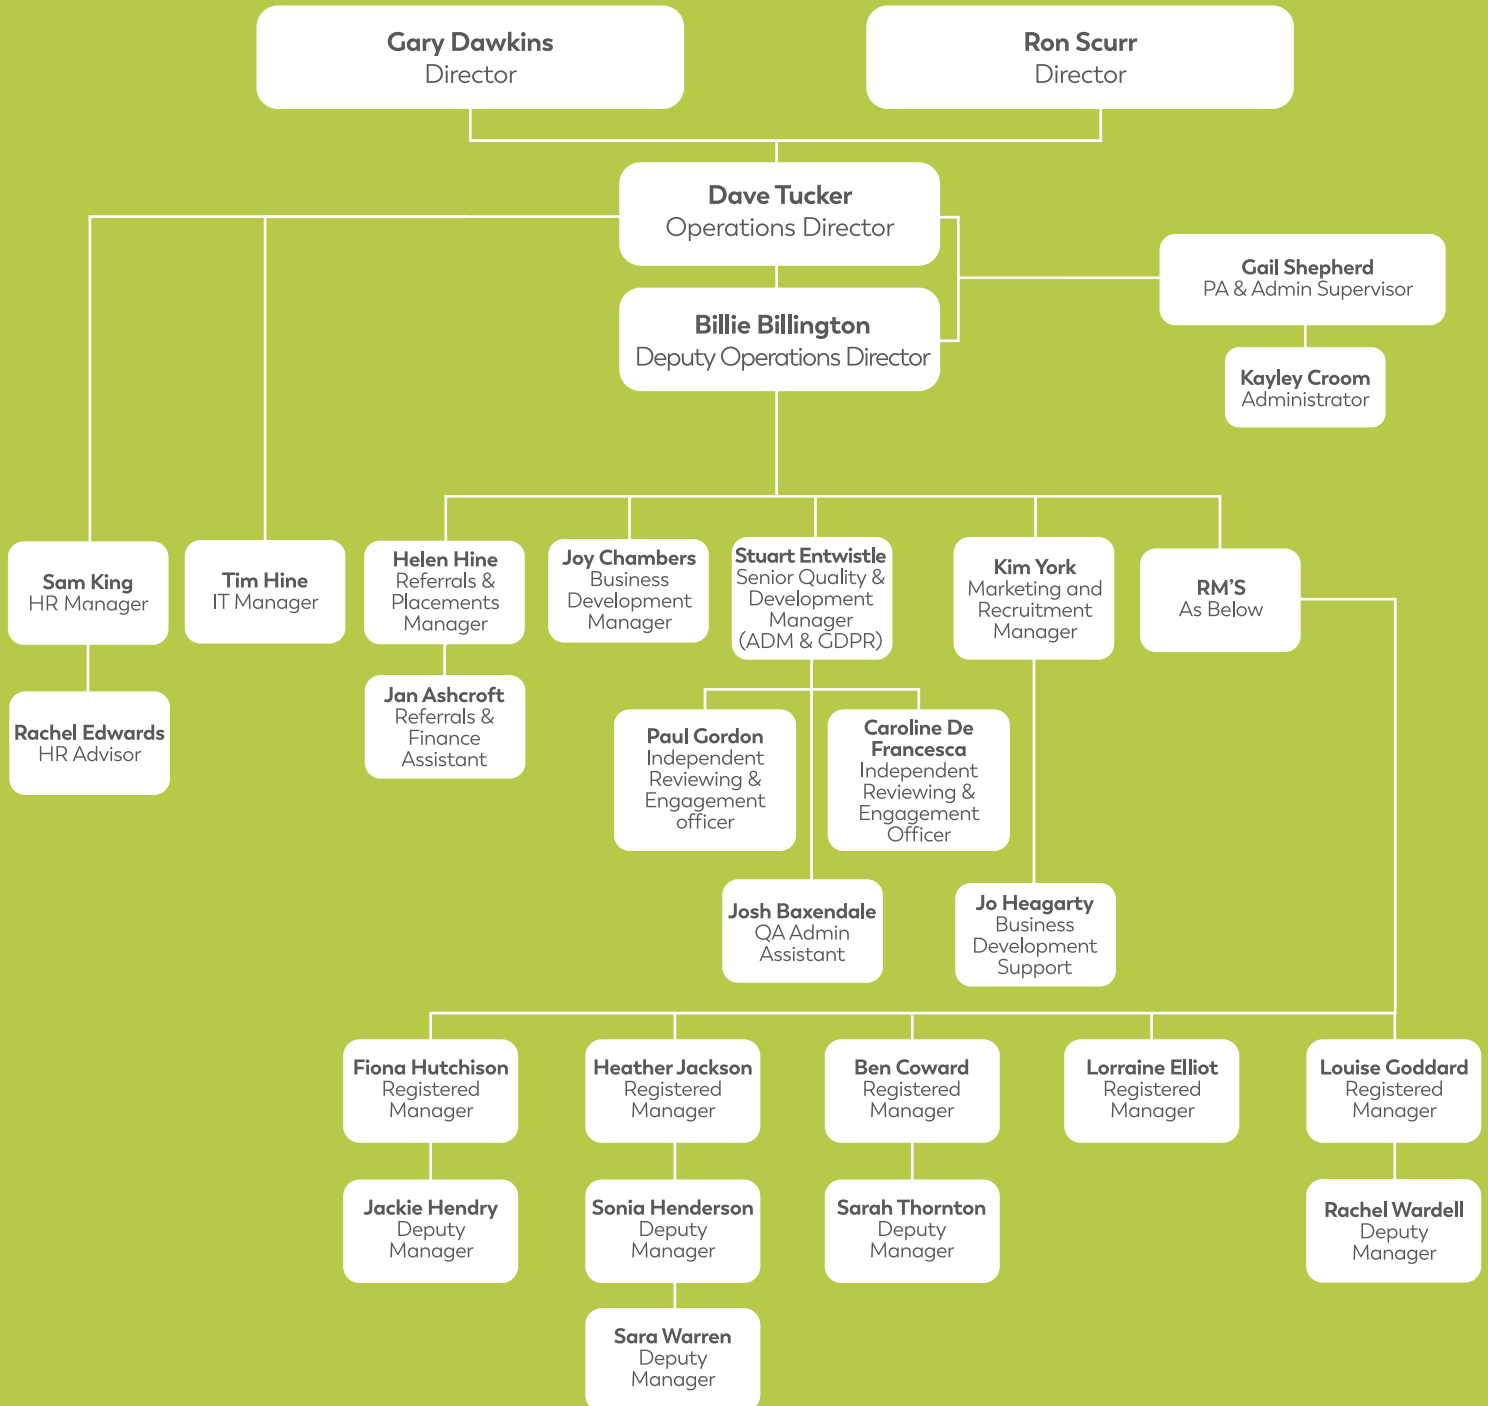 Gary Dawkins
Director
Ron Scurr
Director
Dave Tucker
Operations Director
Gail Shepherd
PA & Admin Supervisor
Billie Billington
Deputy Operations Director
Kayley Croom
Administrator
Sam King
HR Manager
Tim Hine
IT Manager
Helen Hine
Referrals &
Placements
Manager
Joy Chambers
Business
Development
Manager
Stuart Entwistle
Senior Quality &
Development
Manager
(ADM & GDPR)
Kim York
Marketing and
Recruitment
Manager
RM'S
As Below
Rachel Edwards
HR Advisor
Jan Ashcroft
Referrals &
Finance
Assistant
Paul Gordon
Independent
Reviewing &
Engagement
officer
Caroline De
Francesca
Independent
Reviewing &
Engagement
Officer
Josh Baxendale
QA Admin
Assistant
Jo Heagarty
Business
Development
Support
Fiona Hutchison
Registered
Manager
Heather Jackson
Registered
Manager
Ben Coward
Registered
Manager
Lorraine Elliot
Registered
Manager
Louise Goddard
Registered
Manager
Jackie Hendry
Deputy
Manager
Sonia Henderson
Deputy
Manager
Sarah Thornton
Deputy
Manager
Rachel Wardell
Deputy
Manager
Sara Warren
Deputy
Manager